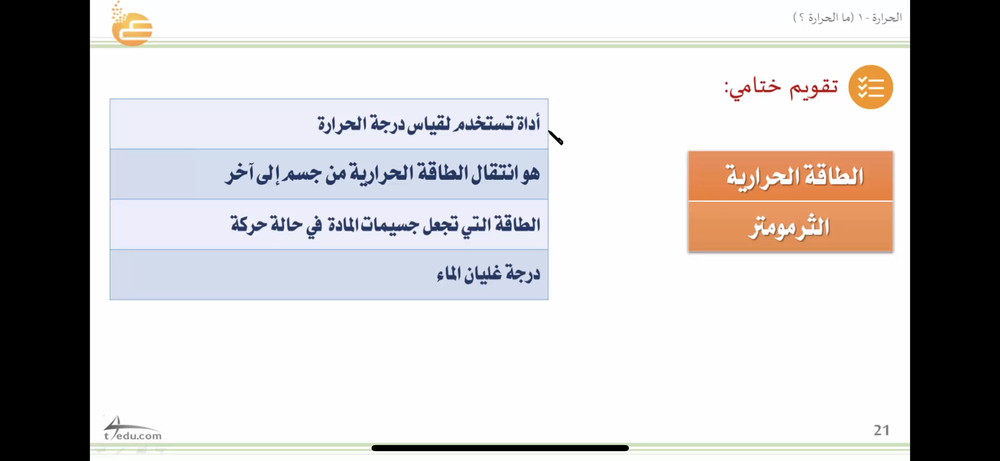 الحرارة - ١ (ما الحرارة ؟)
تقويم ختامي:
الطاقة الحرارية
الثرمومتر
أداة تستخدم لقياس درجة الحرارة
هو انتقال الطاقة الحرارية من جسم إلى آخر
الطاقة التي تجعل جسيمات المادة في حالة حركة
درجة غليان الماء
t4edu.com
21